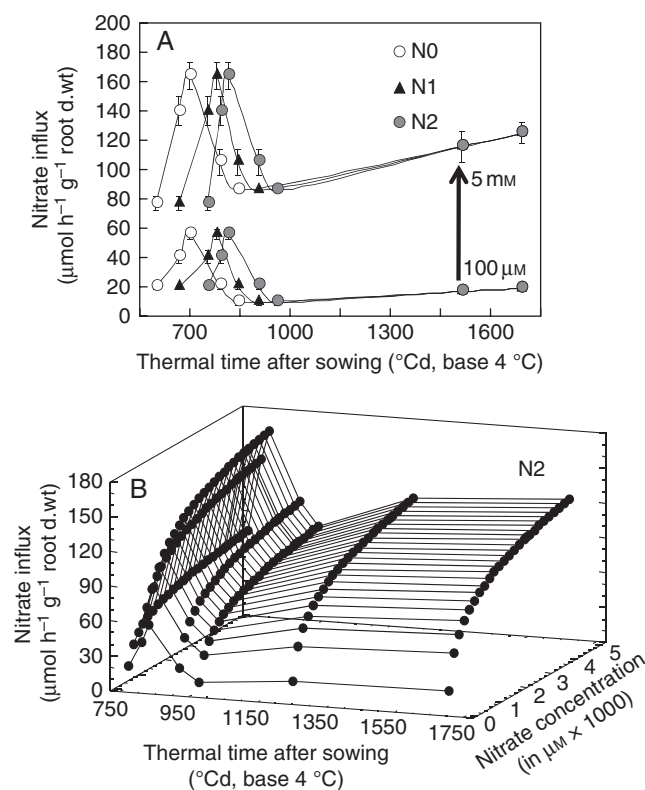 200
180
160
140
120
100
80
60
40
20
0
Nitrate influx
(µmol h⁻¹ g⁻¹ root d.wt)
A
N0
N1
N2
5 mM
100 µM
700
1000
1300
1600
Thermal time after sowing (°Cd, base 4 °C)
180
150
120
90
60
30
0
Nitrate influx
(µmol h⁻¹ g⁻¹ root d.wt)
B
N2
750
950
1150
1350
1550
1750
Thermal time after sowing
(°Cd, base 4 °C)
0
1
2
3
4
5
Nitrate concentration
(in µM × 1000)